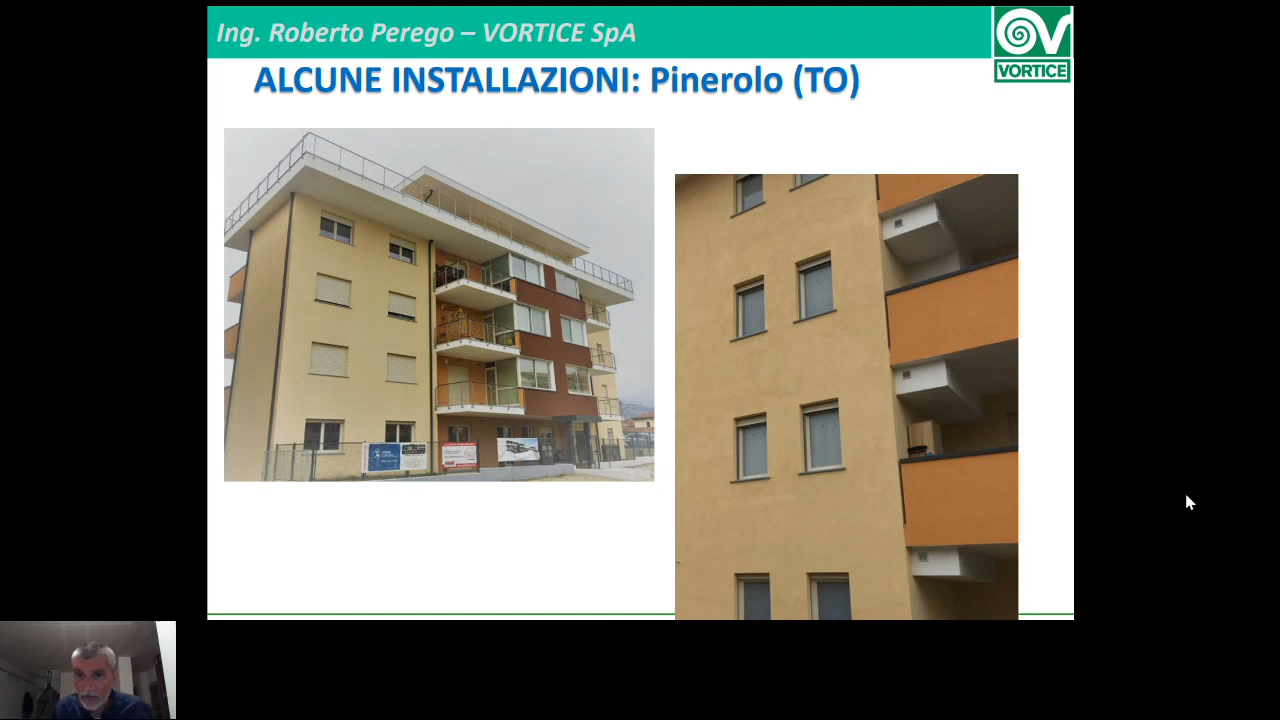 Ing. Roberto Perego – VORTICE SpA
VORTICE
ALCUNE INSTALLAZIONI: Pinerolo (TO)